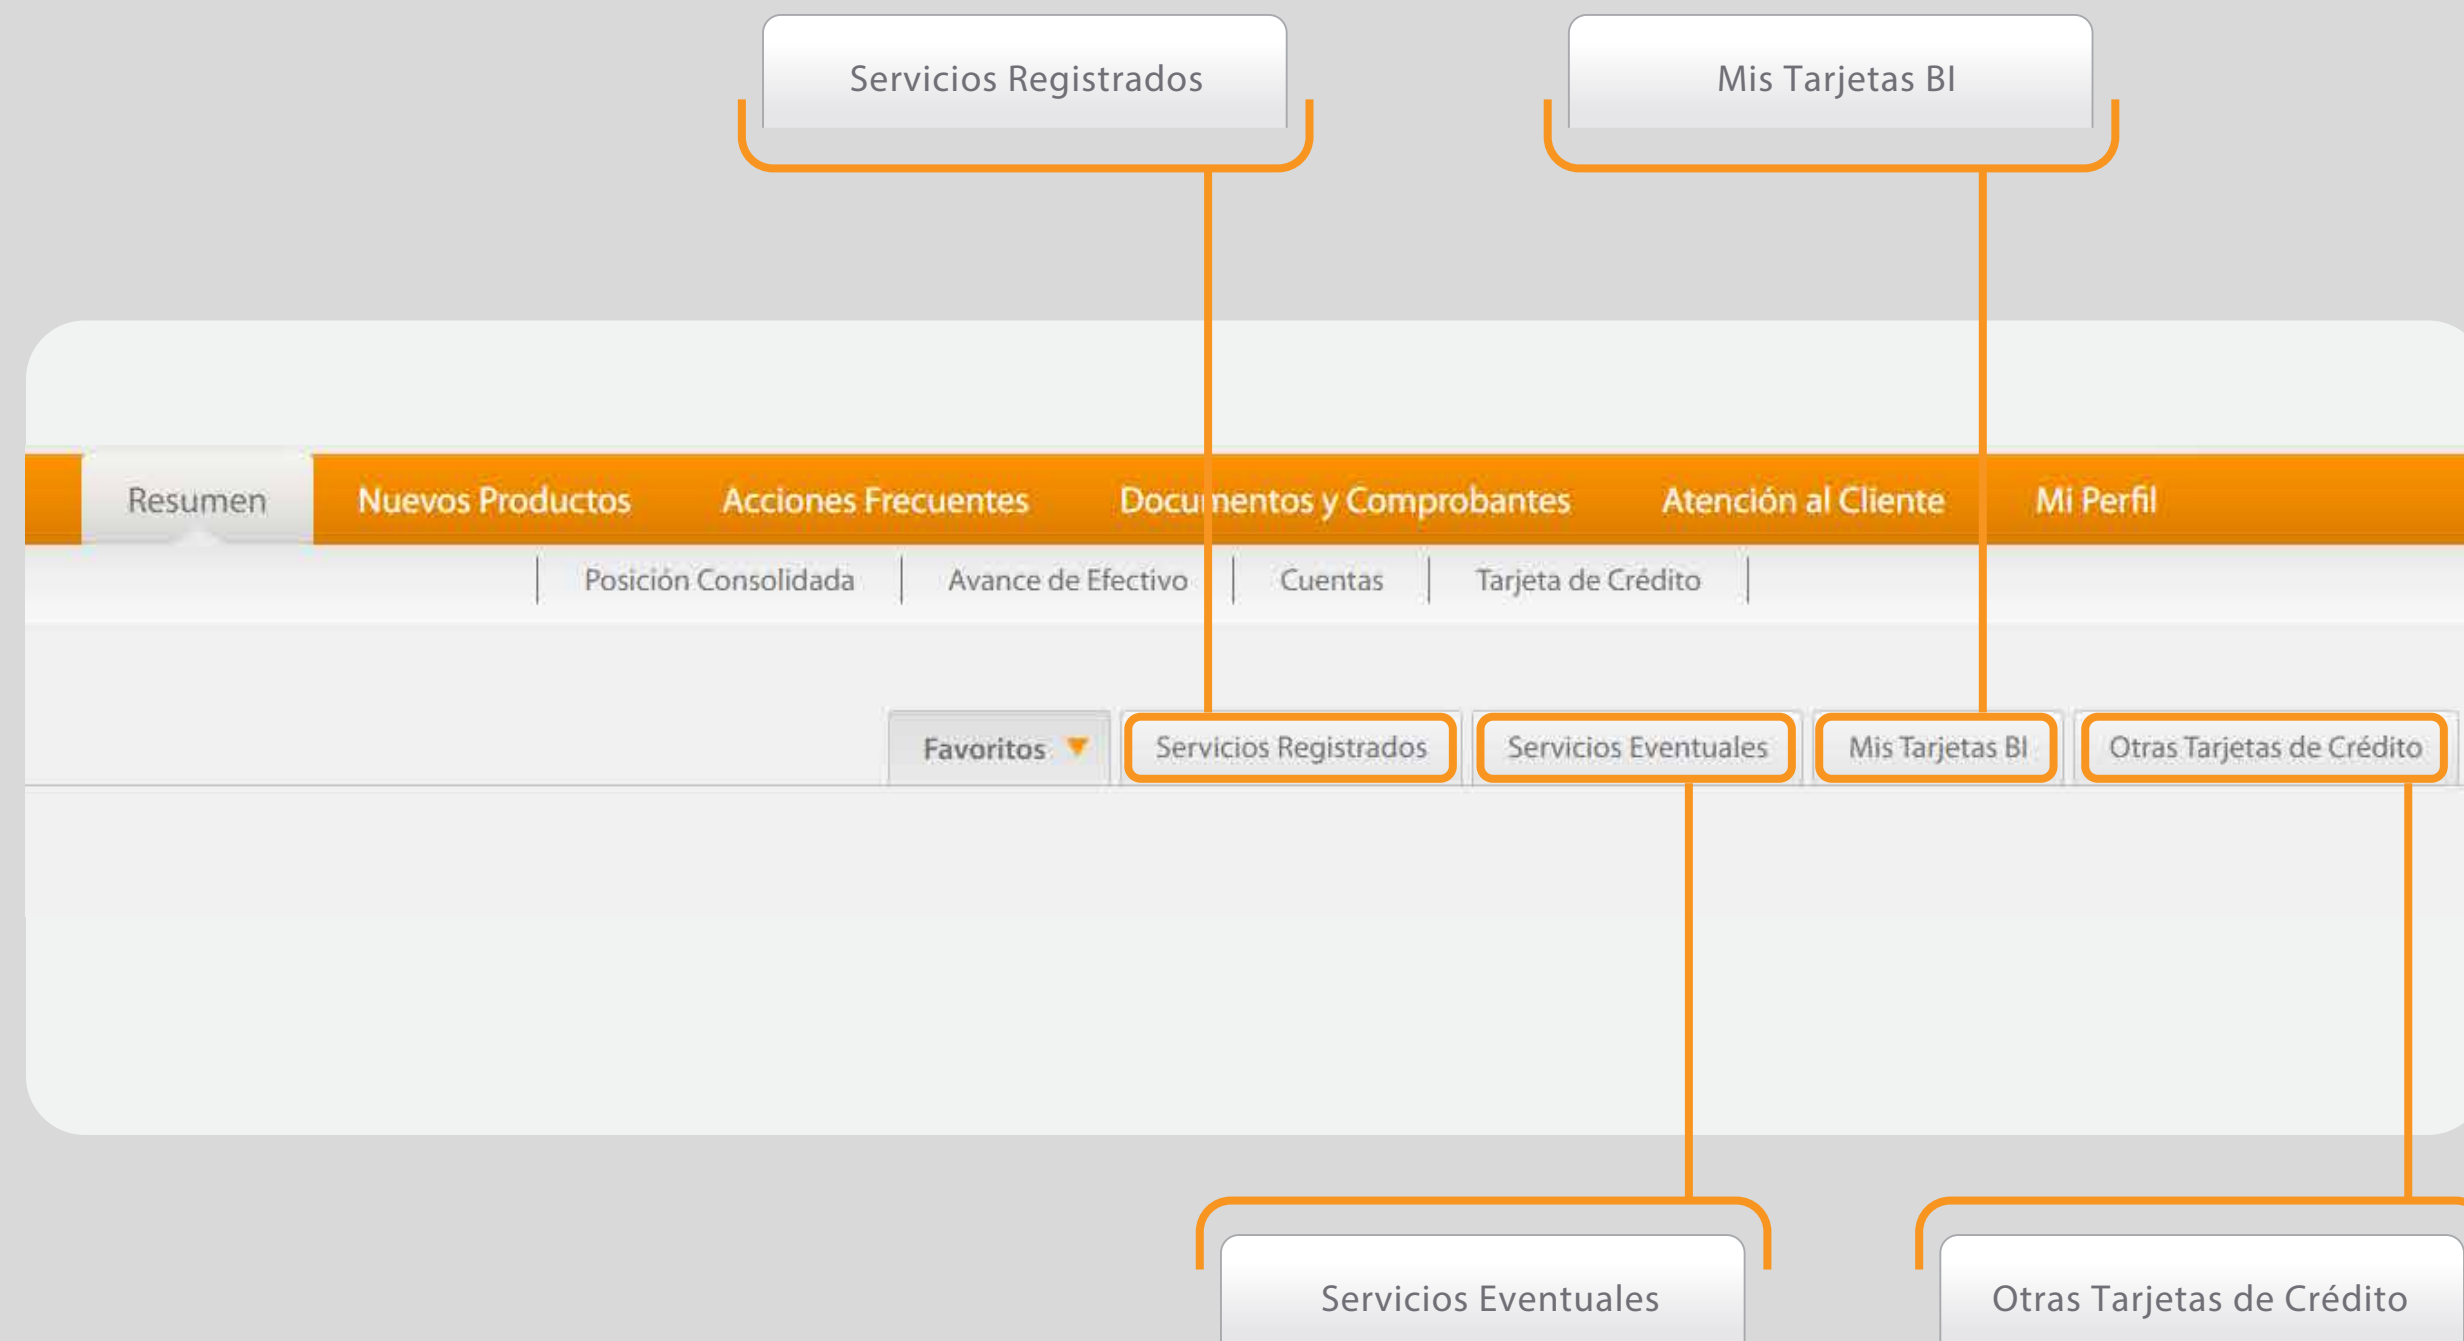 Servicios Registrados
Mis Tarjetas BI
Resumen
Nuevos Productos
Acciones Frecuentes
Documentos y Comprobantes
Atención al Cliente
Mi Perfil
Posición Consolidada
Avance de Efectivo
Cuentas
Tarjeta de Crédito
Favoritos
Servicios Registrados
Servicios Eventuales
Mis Tarjetas BI
Otras Tarjetas de Crédito
Servicios Eventuales
Otras Tarjetas de Crédito